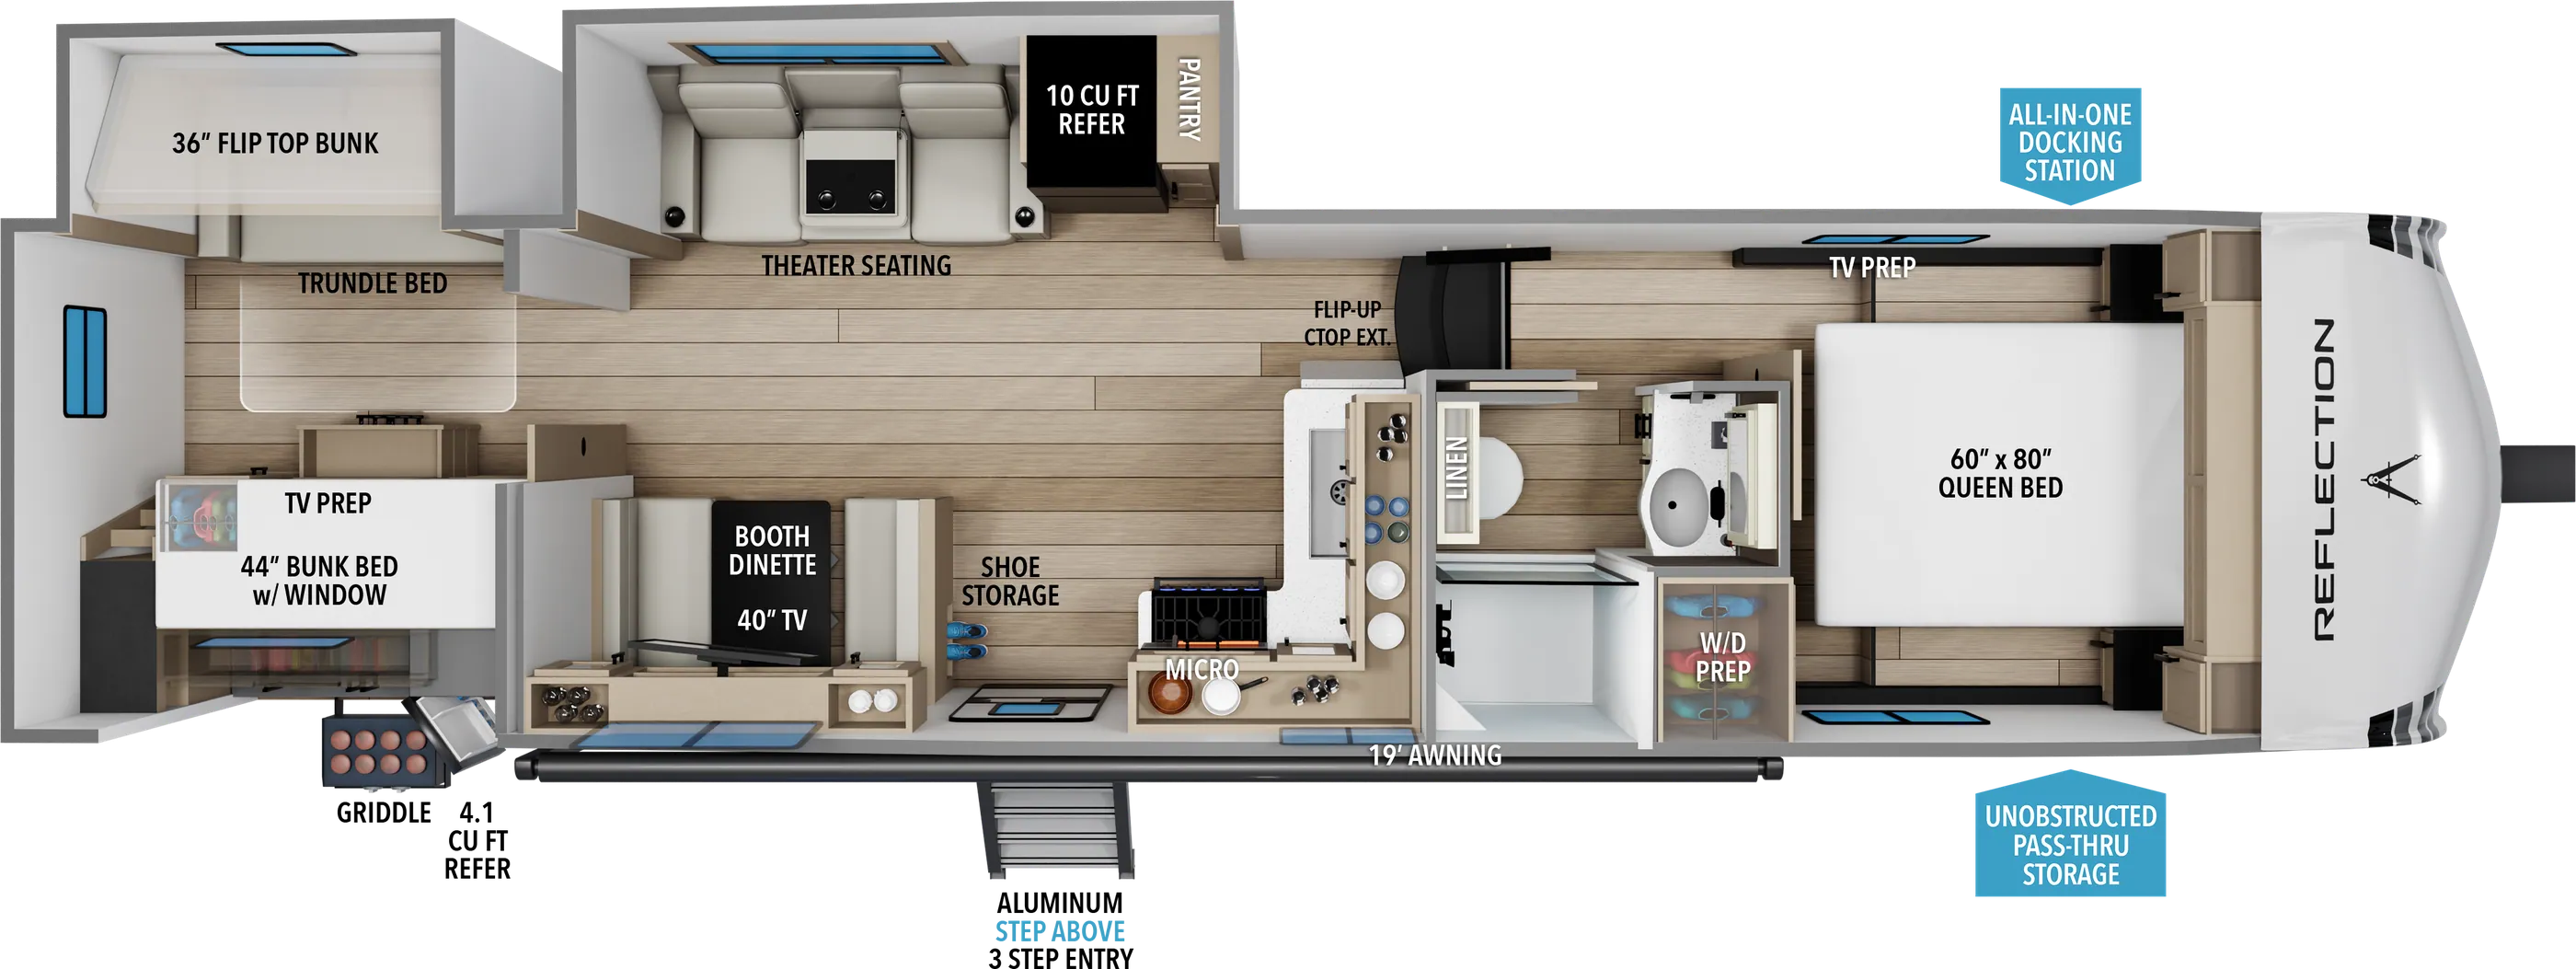 36" FLIP TOP BUNK
TRUNDLE BED
THEATER SEATING
10 CU FT
REFER
PANTRY
FLIP-UP
CTOP EXT.
ALL-IN-ONE
DOCKING
STATION
TV PREP
TV PREP
44" BUNK BED
w/ WINDOW
BOOTH
DINETTE
40" TV
SHOE
STORAGE
MICRO
LINEN
W/D
PREP
60" x 80"
QUEEN BED
REFLECTION
19' AWNING
GRIDDLE
4.1
CU FT
REFER
ALUMINUM
STEP ABOVE
3 STEP ENTRY
UNOBSTRUCTED
PASS-THRU
STORAGE